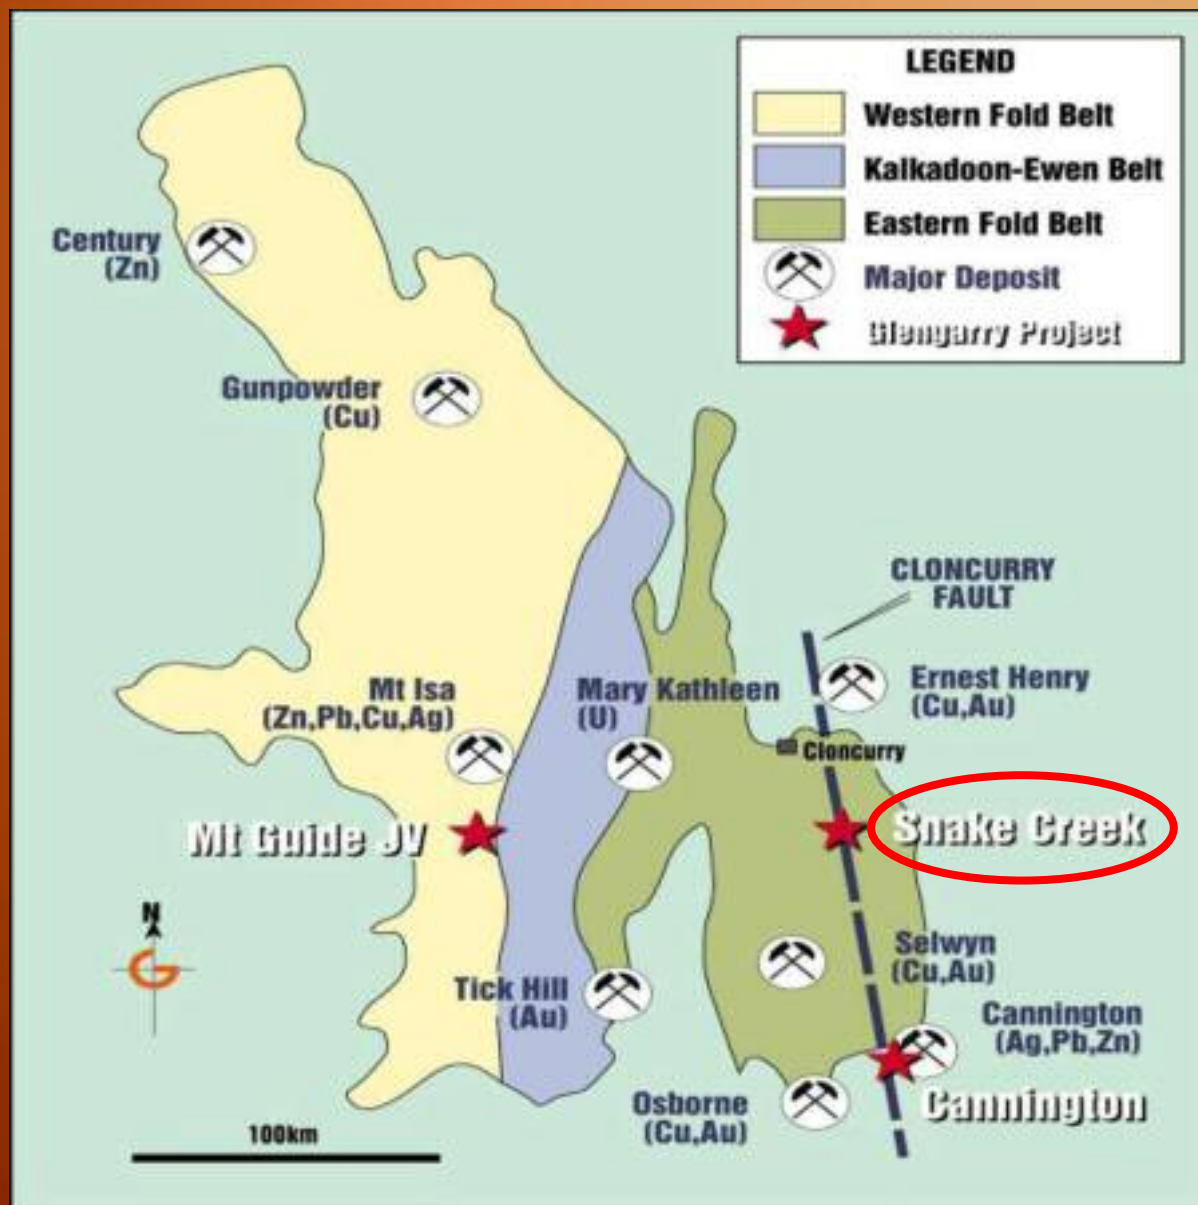 LEGEND
Western Fold Belt
Kalkadoon-Ewen Belt
Eastern Fold Belt
Major Deposit
Glengarry Project
Century
(Zn)
Gunpowder
(Cu)
CLONCURRY
FAULT
Mt Isa
(Zn,Pb,Cu,Ag)
Mary Kathleen
(U)
Ernest Henry
(Cu,Au)
Cloncurry
Mt Guide JV
Snake Creek
N
Selwyn
(Cu,Au)
Tick Hill
(Au)
Cannington
(Ag,Pb,Zn)
Osborne
(Cu,Au)
Cannington
100km